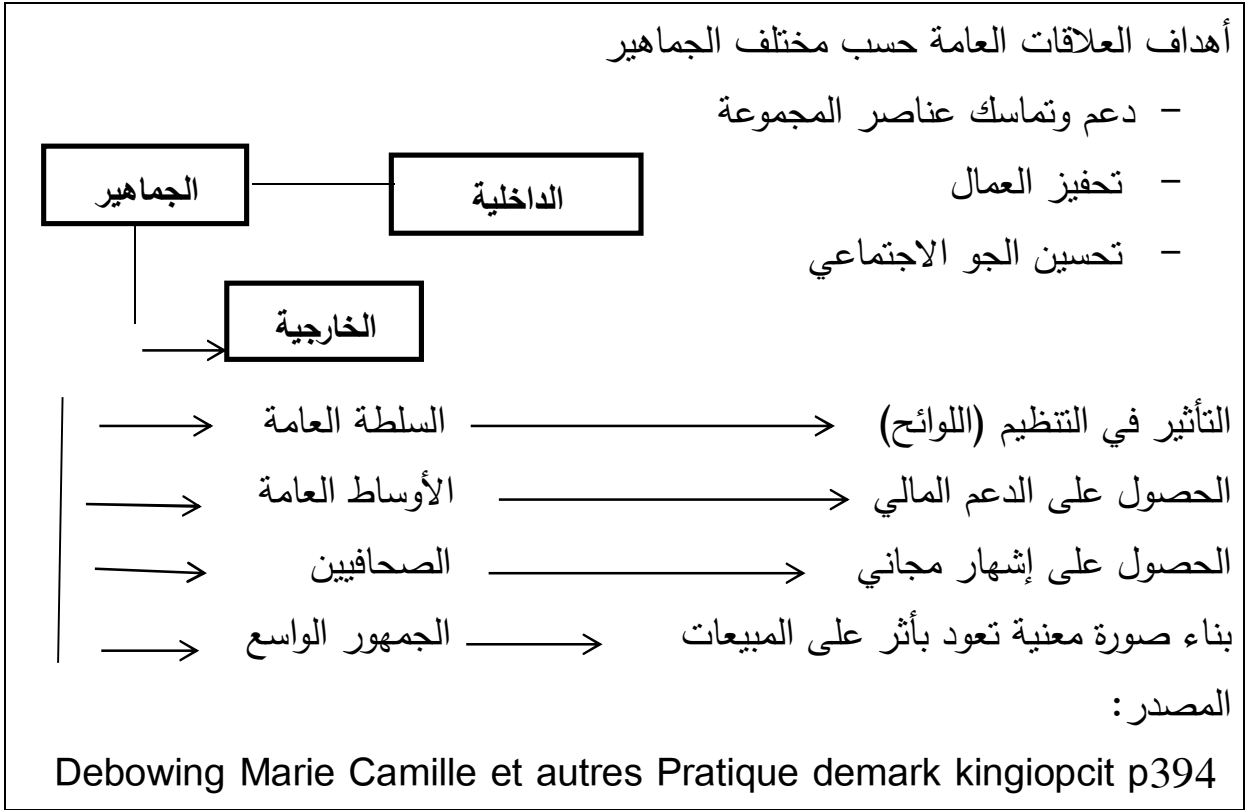 أهداف العلاقات العامة حسب مختلف الجماهير
- دعم وتماسك عناصر المجموعة
- تحفيز العمال
- تحسين الجو الاجتماعي
الداخلية
الجماهير
الخارجية
التأثير في التنظيم (اللوائح) السلطة العامة
الحصول على الدعم المالي الأوساط العامة
الحصول على إشهار مجاني الصحافيين
بناء صورة معنية تعود بأثر على المبيعات الجمهور الواسع
المصدر:
Debowing Marie Camille et autres Pratique demark kingiopcit p394